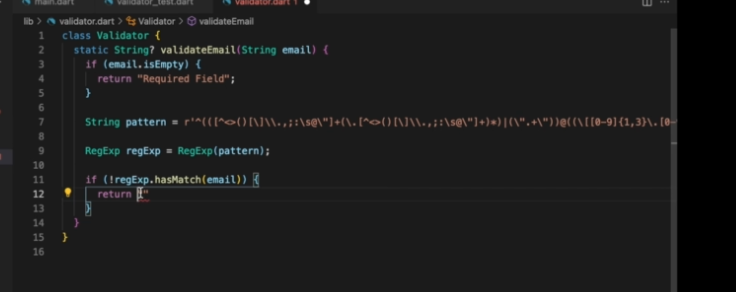 main.dart validator_test.dart validator.dart 1
lib > validator.dart > Validator > validateEmail
1 class Validator {
2 static String? validateEmail(String email) {
3 if (email.isEmpty) {
4 return "Required Field";
5 }
6
7 String pattern = r'^(([^<>()[\]\\.,;:\s@\"]+(\.[^<>()[\]\\.,;:\s@\"]+)*)|(\".+\"))@((\[[0-9]{1,3}\.[0-
8
9 RegExp regExp = RegExp(pattern);
10
11 if (!regExp.hasMatch(email)) {
12 return ""
13 }
14 }
15 }
16